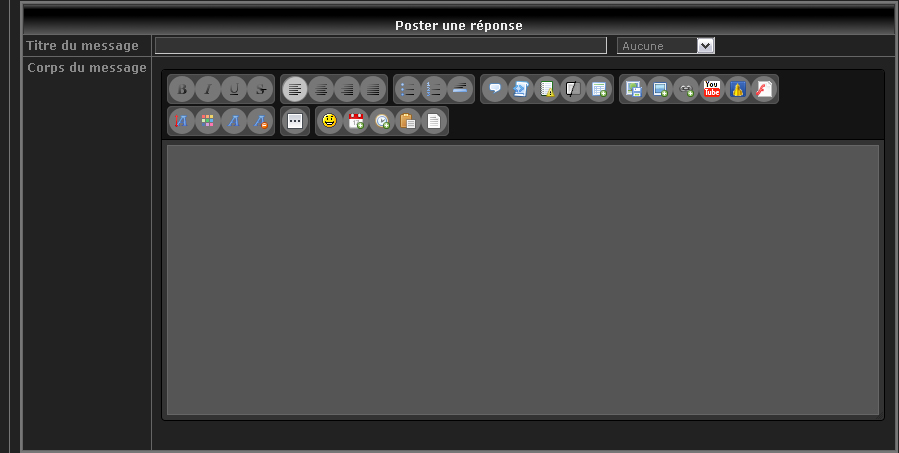 Poster une réponse
Titre du message
Aucune
Corps du message
B I U S
You
Tube